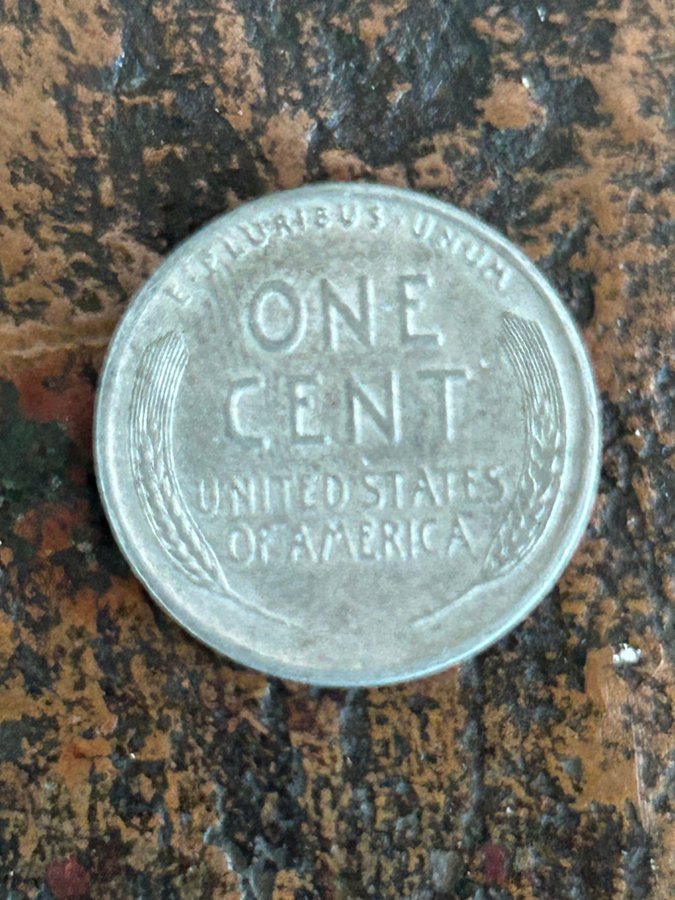 E·PLURIBUS·UNUM
ONE
CENT
UNITED STATES
OF AMERICA